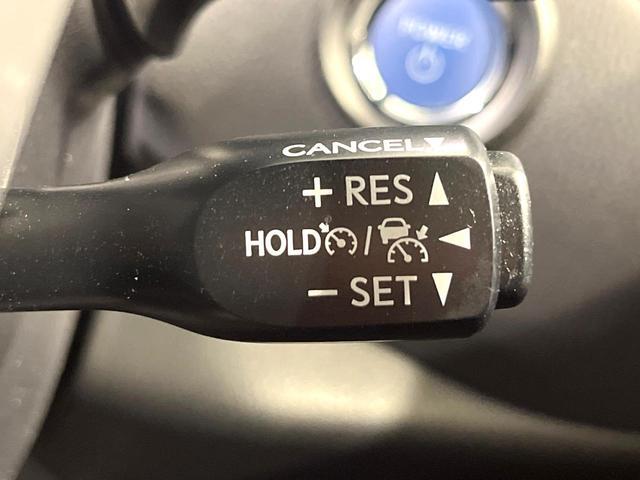 CANCEL
+ RES
HOLD /
− SET